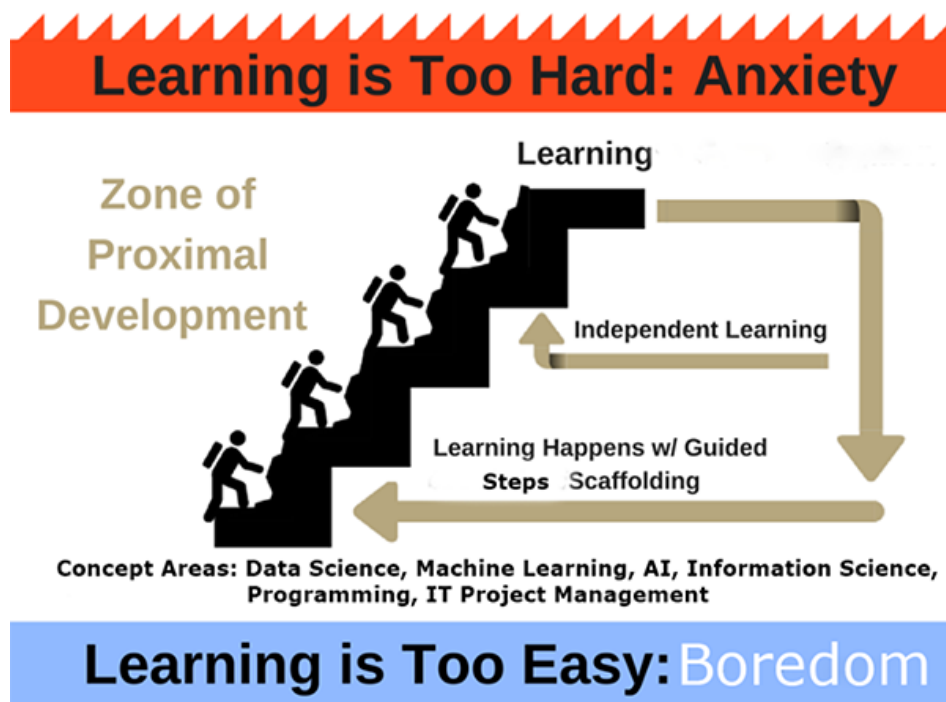 Learning is Too Hard: Anxiety
Learning
Zone of
Proximal
Development
Independent Learning
Learning Happens w/ Guided
Steps Scaffolding
Concept Areas: Data Science, Machine Learning, AI, Information Science,
Programming, IT Project Management
Learning is Too Easy: Boredom